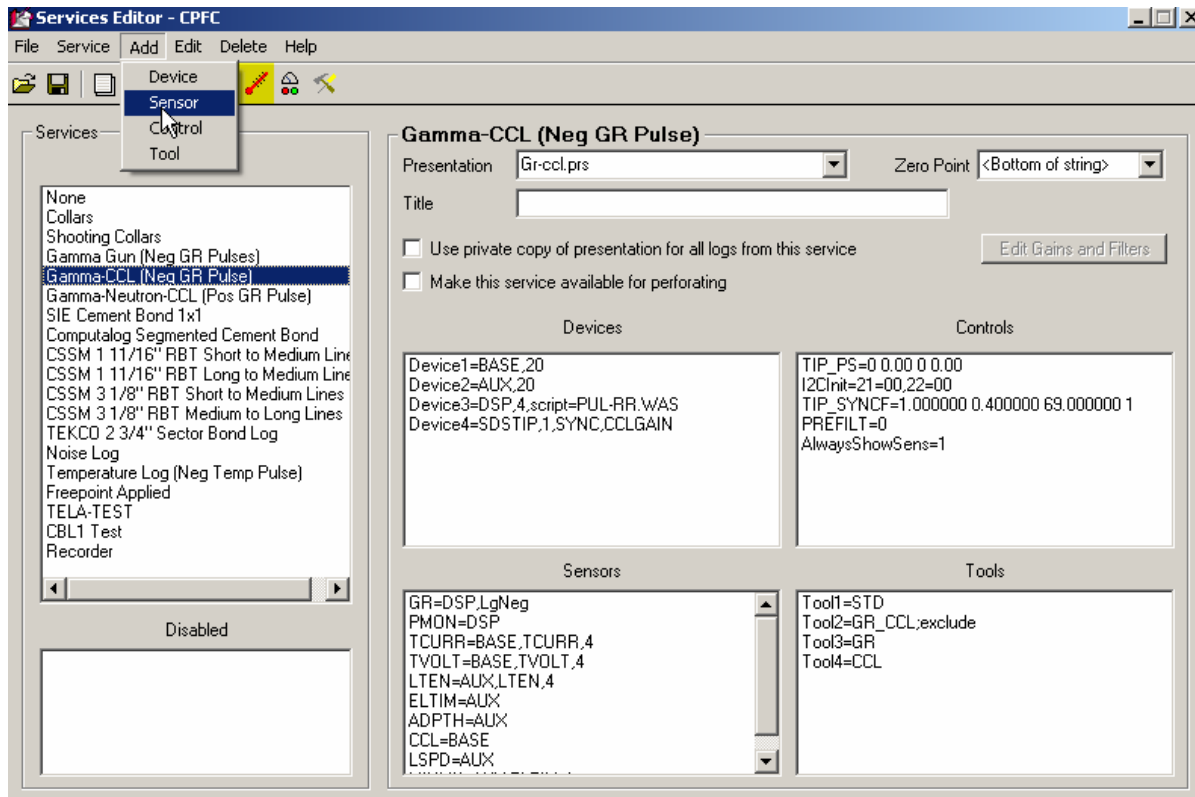 Services Editor - CPFC
File Service Add Edit Delete Help
Device
Sensor
Control
Tool
Services
None
Collars
Shooting Collars
Gamma Gun (Neg GR Pulses)
Gamma-CCL (Neg GR Pulse)
Gamma-Neutron-CCL (Pos GR Pulse)
SIE Cement Bond 1x1
Computalog Segmented Cement Bond
CSSM 1 11/16" RBT Short to Medium Line
CSSM 1 11/16" RBT Long to Medium Line
CSSM 3 1/8" RBT Short to Medium Lines
CSSM 3 1/8" RBT Medium to Long Lines
TEKCO 2 3/4" Sector Bond Log
Noise Log
Temperature Log (Neg Temp Pulse)
Freepoint Applied
TELA-TEST
CBL1 Test
Recorder
Disabled
Gamma-CCL (Neg GR Pulse)
Presentation Gr-ccl.prs Zero Point <Bottom of string>
Title
Use private copy of presentation for all logs from this service
Edit Gains and Filters
Make this service available for perforating
Devices
Device1=BASE,20
Device2=AUX,20
Device3=DSP,4,script=PUL-RR.WAS
Device4=SDSTIP,1,SYNC,CCLGAIN
Controls
TIP_PS=0 0.00 0 0.00
I2CInit=21=00,22=00
TIP_SYNCF=1.000000 0.400000 69.000000 1
PREFILT=0
AlwaysShowSens=1
Sensors
GR=DSP,LgNeg
PMON=DSP
TCURR=BASE,TCURR,4
TVOLT=BASE,TVOLT,4
LTEN=AUX,LTEN,4
ELTIM=AUX
ADPTH=AUX
CCL=BASE
LSPD=AUX
Tools
Tool1=STD
Tool2=GR_CCL;exclude
Tool3=GR
Tool4=CCL